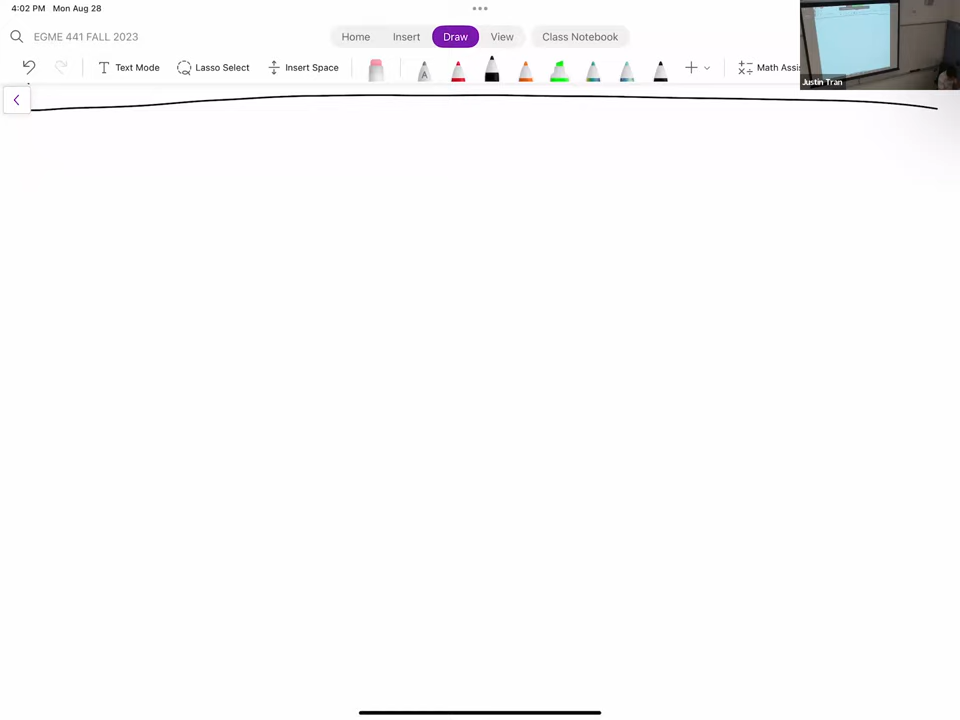 4:02 PM Mon Aug 28
EGME 441 FALL 2023
Home Insert Draw View Class Notebook
T Text Mode Lasso Select Insert Space A Math Assis
Justin Tran